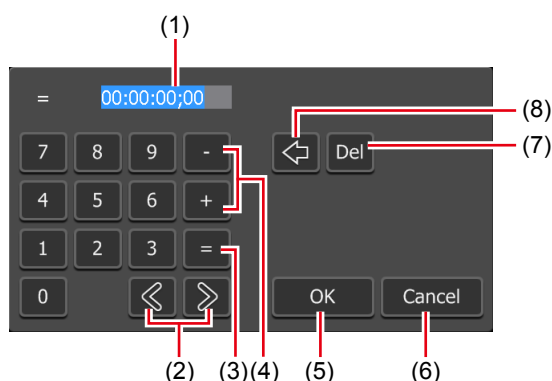 (1)
= 00:00:00;00
(8)
7 8 9 - Del
(7)
4 5 6 +
1 2 3 =
0 OK Cancel
(2) (3)(4) (5) (6)